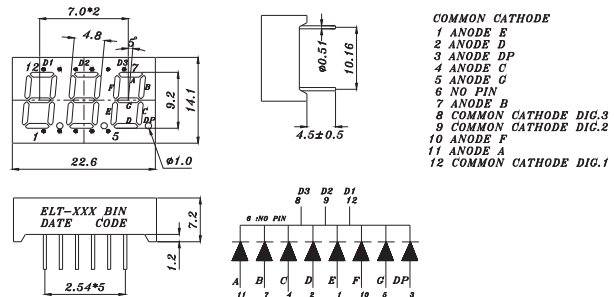 7.0*2
4.8
5°
12 D1 D2 D3 7
A
F B
G
E C
D DP
1 5
9.2
14.1
22.6
ø1.0
ø0.51
10.16
4.5±0.5
COMMON CATHODE
1 ANODE E
2 ANODE D
3 ANODE DP
4 ANODE C
5 ANODE G
6 NO PIN
7 ANODE B
8 COMMON CATHODE DIG.3
9 COMMON CATHODE DIG.2
10 ANODE F
11 ANODE A
12 COMMON CATHODE DIG.1
ELT-XXX BIN
DATE CODE
7.2
1.2
2.54*5
D3 D2 D1
8 9 12
6 :NO PIN
A B C D E F G DP
11 7 4 2 1 10 5 3